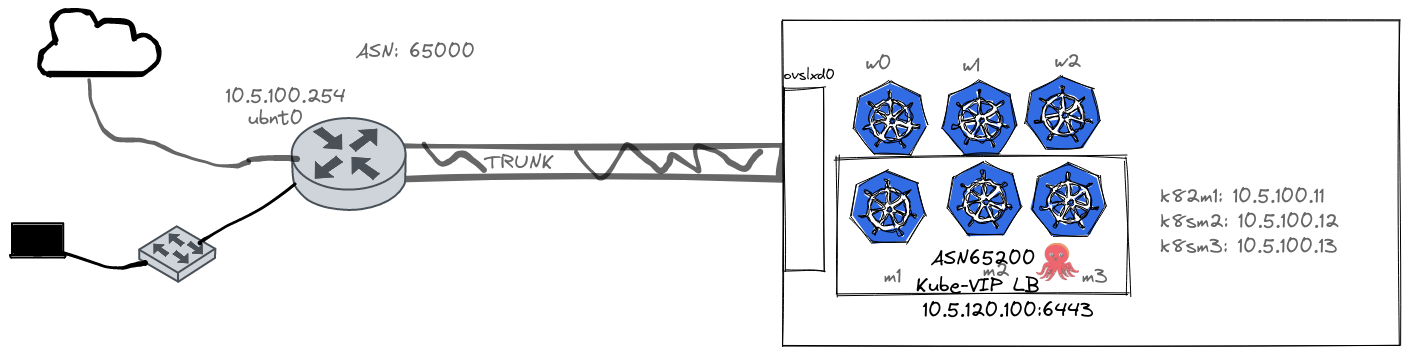 ASN: 65000
10.5.100.254
ubnt0
TRUNK
ovslxd0
w0
w1
w2
k82m1: 10.5.100.11
k8sm2: 10.5.100.12
k8sm3: 10.5.100.13
ASN65200
m1
m2
m3
Kube-VIP LB
10.5.120.100:6443